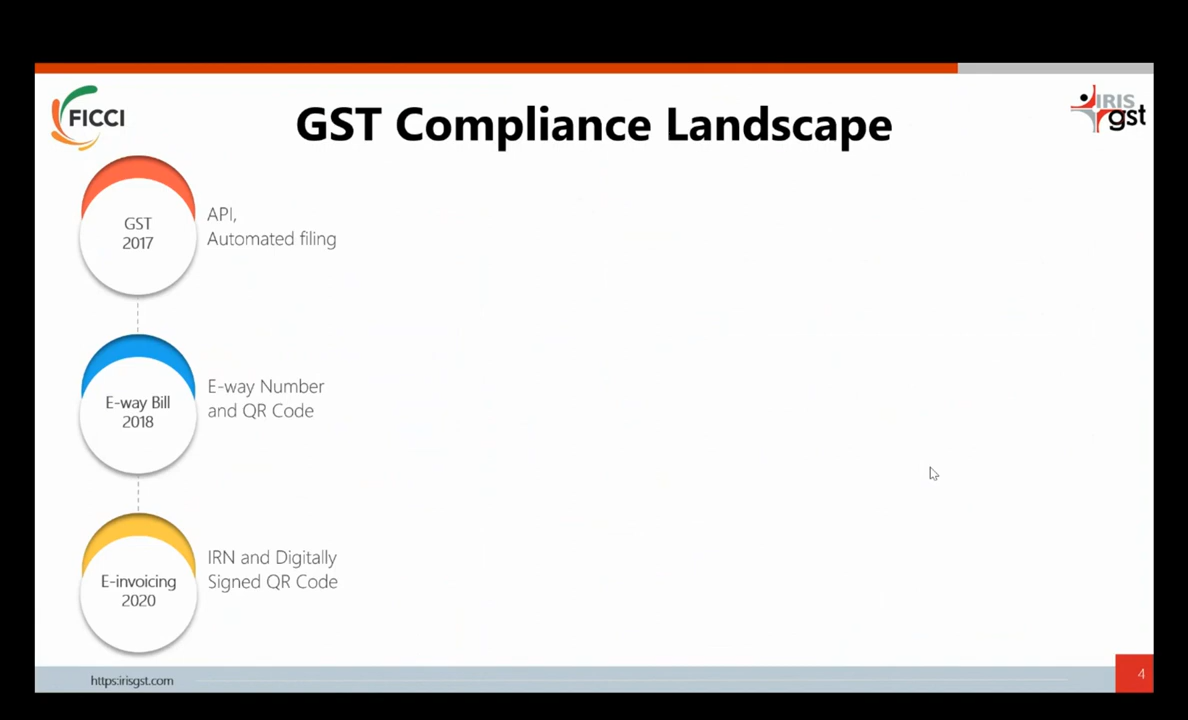 FICCI
GST Compliance Landscape
IRIS
gst
GST
2017
API,
Automated filing
E-way Bill
2018
E-way Number
and QR Code
E-invoicing
2020
IRN and Digitally
Signed QR Code
https:irisgst.com
4